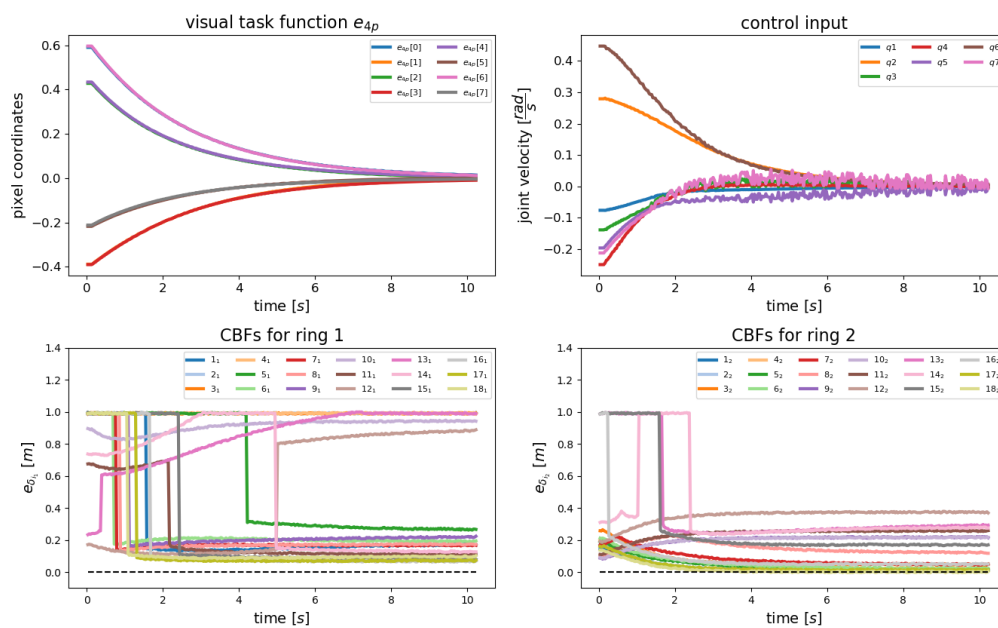 visual task function e4p
pixel coordinates
0.6
0.4
0.2
0.0
−0.2
−0.4
e4p[0] e4p[4]
e4p[1] e4p[5]
e4p[2] e4p[6]
e4p[3] e4p[7]
0 2 4 6 8 10
time [s]
control input
joint velocity [rad/s]
0.4
0.3
0.2
0.1
0.0
−0.1
−0.2
q1 q4 q6
q2 q5 q7
q3
0 2 4 6 8 10
time [s]
CBFs for ring 1
1.4
1.2
1.0
0.8
0.6
0.4
0.2
0.0
1₁ 4₁ 7₁ 10₁ 13₁ 16₁
2₁ 5₁ 8₁ 11₁ 14₁ 17₁
3₁ 6₁ 9₁ 12₁ 15₁ 18₁
0 2 4 6 8 10
time [s]
CBFs for ring 2
1.4
1.2
1.0
0.8
0.6
0.4
0.2
0.0
1₂ 4₂ 7₂ 10₂ 13₂ 16₂
2₂ 5₂ 8₂ 11₂ 14₂ 17₂
3₂ 6₂ 9₂ 12₂ 15₂ 18₂
0 2 4 6 8 10
time [s]